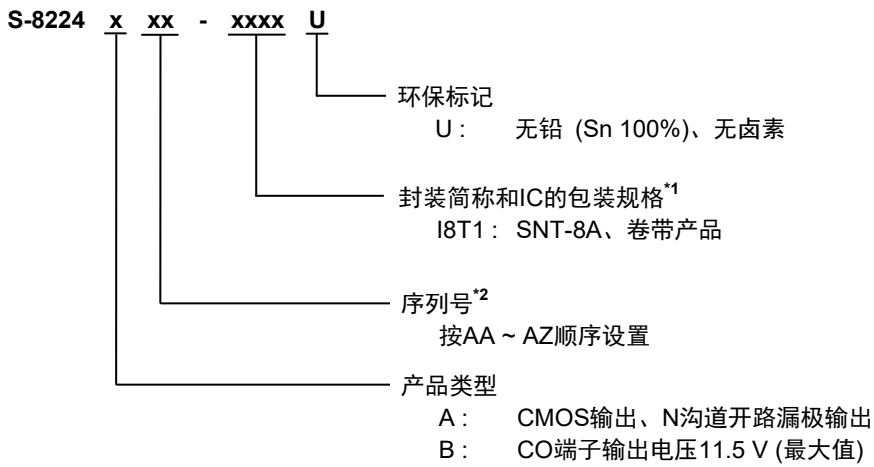 S-8224 x xx - xxxx U
环保标记
U : 无铅 (Sn 100%)、无卤素
封装简称和IC的包装规格*1
I8T1 : SNT-8A、卷带产品
序列号*2
按AA ~ AZ顺序设置
产品类型
A : CMOS输出、N沟道开路漏极输出
B : CO端子输出电压11.5 V (最大值)